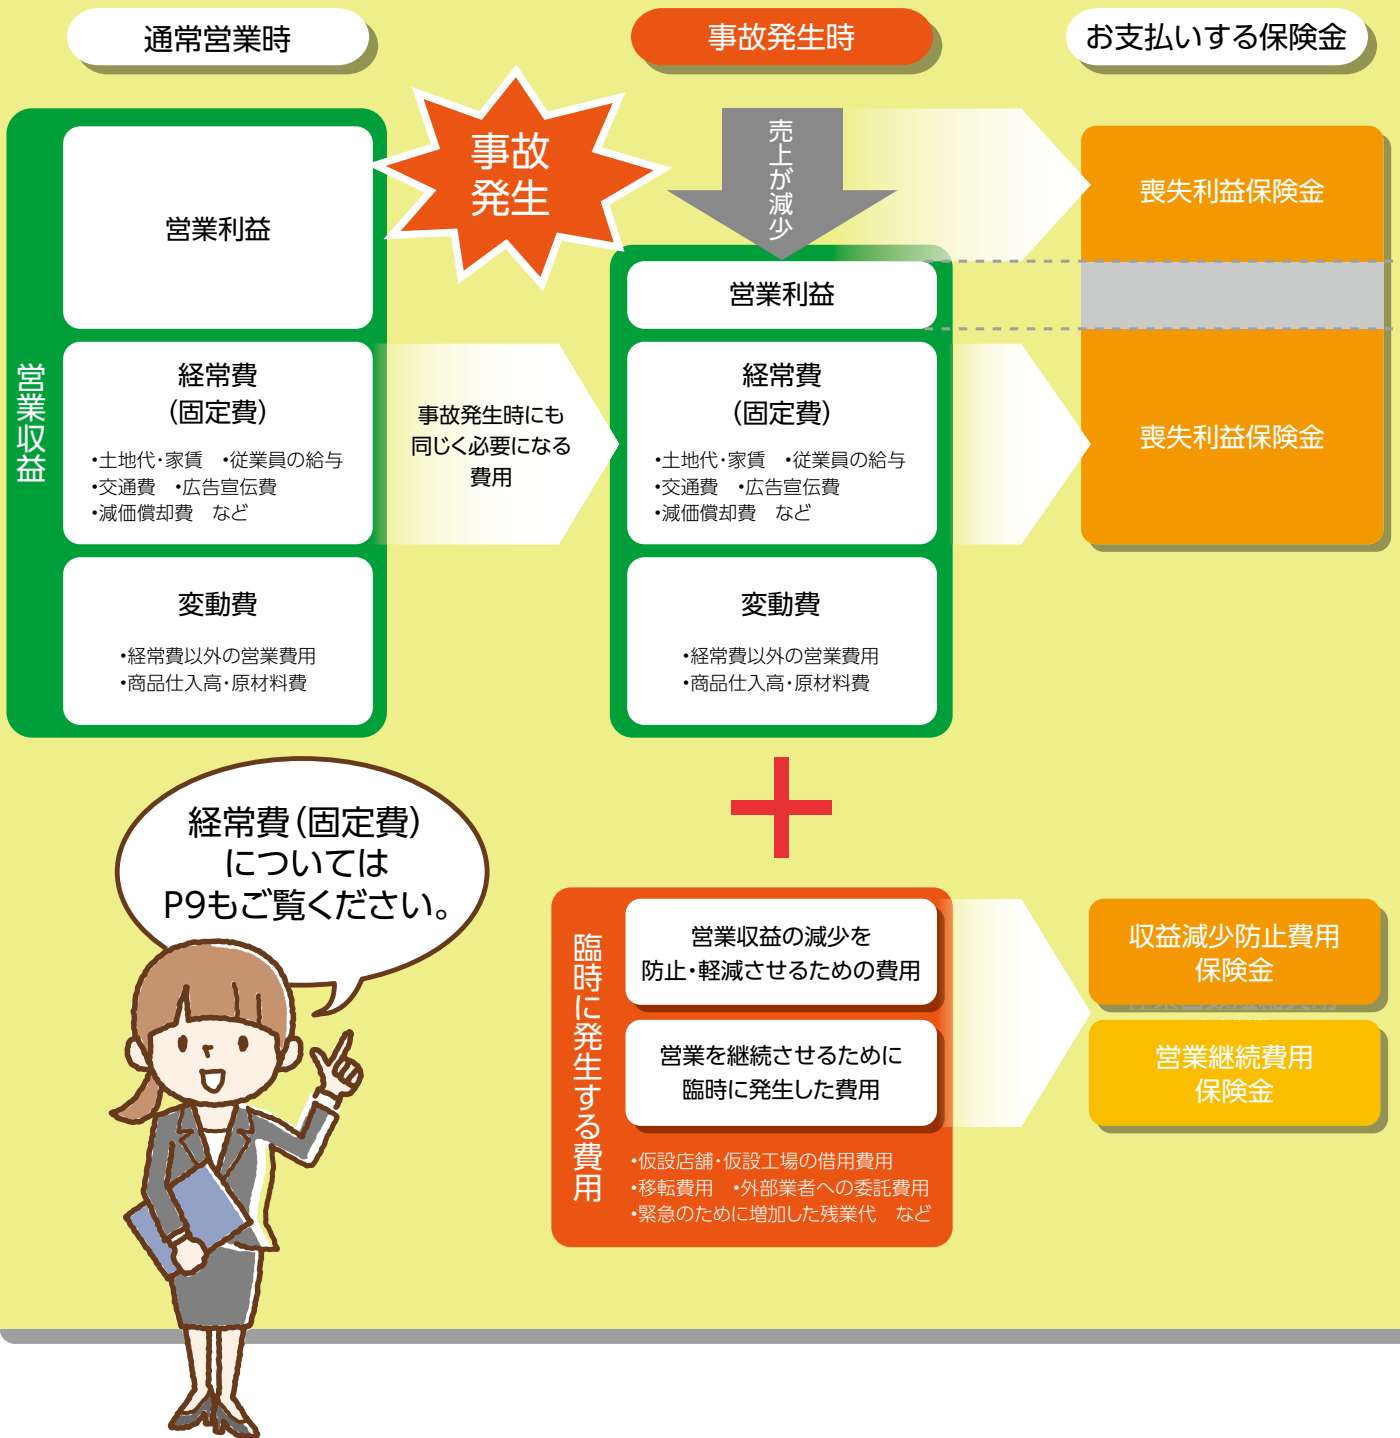 通常営業時
事故発生時
お支払いする保険金
営業収益
営業利益
経常費
(固定費)
•土地代・家賃　•従業員の給与
•交通費　•広告宣伝費
•減価償却費　など
変動費
•経常費以外の営業費用
•商品仕入高・原材料費
事故
発生
事故発生時にも
同じく必要になる
費用
売上が減少
営業利益
経常費
(固定費)
•土地代・家賃　•従業員の給与
•交通費　•広告宣伝費
•減価償却費　など
変動費
•経常費以外の営業費用
•商品仕入高・原材料費
喪失利益保険金
喪失利益保険金
経常費(固定費)
については
P9もご覧ください。
臨時に発生する費用
営業収益の減少を
防止・軽減させるための費用
営業を継続させるために
臨時に発生した費用
•仮設店舗・仮設工場の借用費用
•移転費用　•外部業者への委託費用
•緊急のために増加した残業代　など
収益減少防止費用
保険金
営業継続費用
保険金